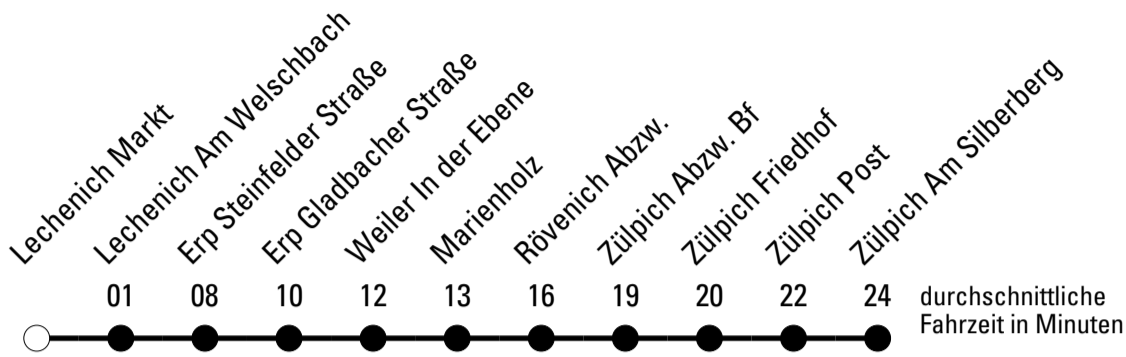 Lechenich Markt
Lechenich Am Welschbach
Erp Steinfelder Straße
Erp Gladbacher Straße
Weiler In der Ebene
Marienholz
Rövenich Abzw.
Zülpich Abzw. Bf
Zülpich Friedhof
Zülpich Post
Zülpich Am Silberberg
01 08 10 12 13 16 19 20 22 24
durchschnittliche
Fahrzeit in Minuten